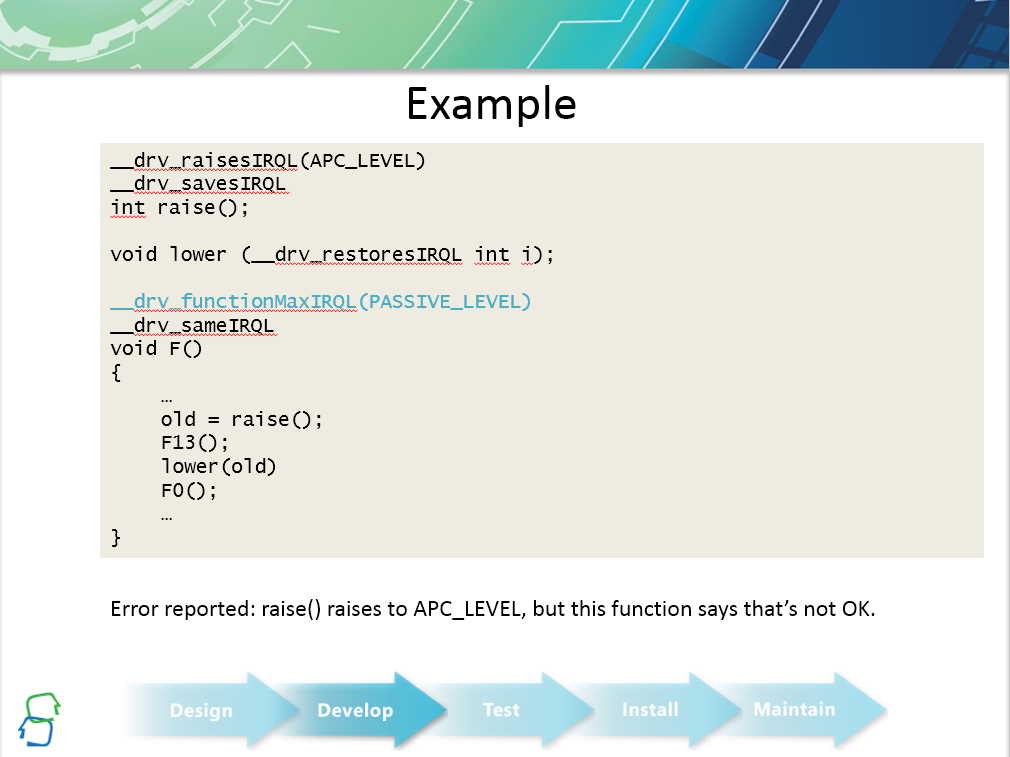 Example
__drv_raisesIRQL(APC_LEVEL)
__drv_savesIRQL
int raise();
void lower (__drv_restoresIRQL int i);
__drv_functionMaxIRQL(PASSIVE_LEVEL)
__drv_sameIRQL
void F()
{
…
old = raise();
F13();
lower(old)
F0();
…
}
Error reported: raise() raises to APC_LEVEL, but this function says that’s not OK.
Design Develop Test Install Maintain